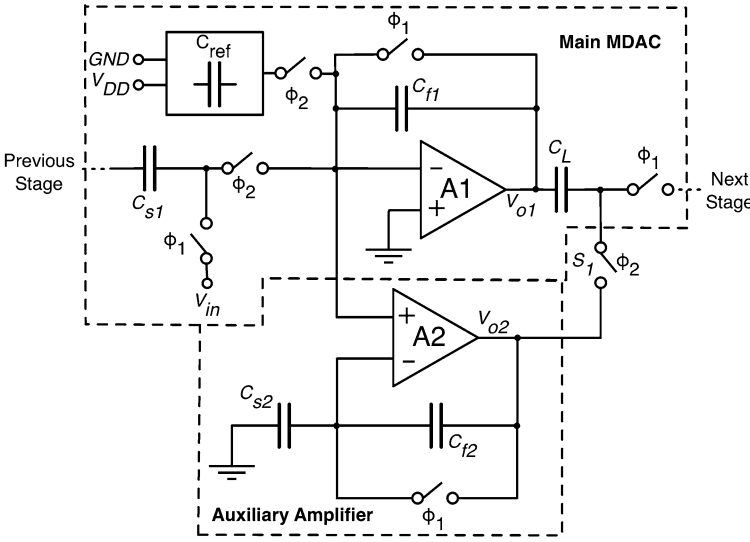 Φ1
Main MDAC
GND
Cref
VDD
Φ2
Cf1
Previous
Stage
Cs1
Φ2
A1
−
+
Vo1
CL
Φ1
Next
Stage
Φ1
Vin
S1
Φ2
+
A2
−
Vo2
Cs2
Cf2
Auxiliary Amplifier
Φ1